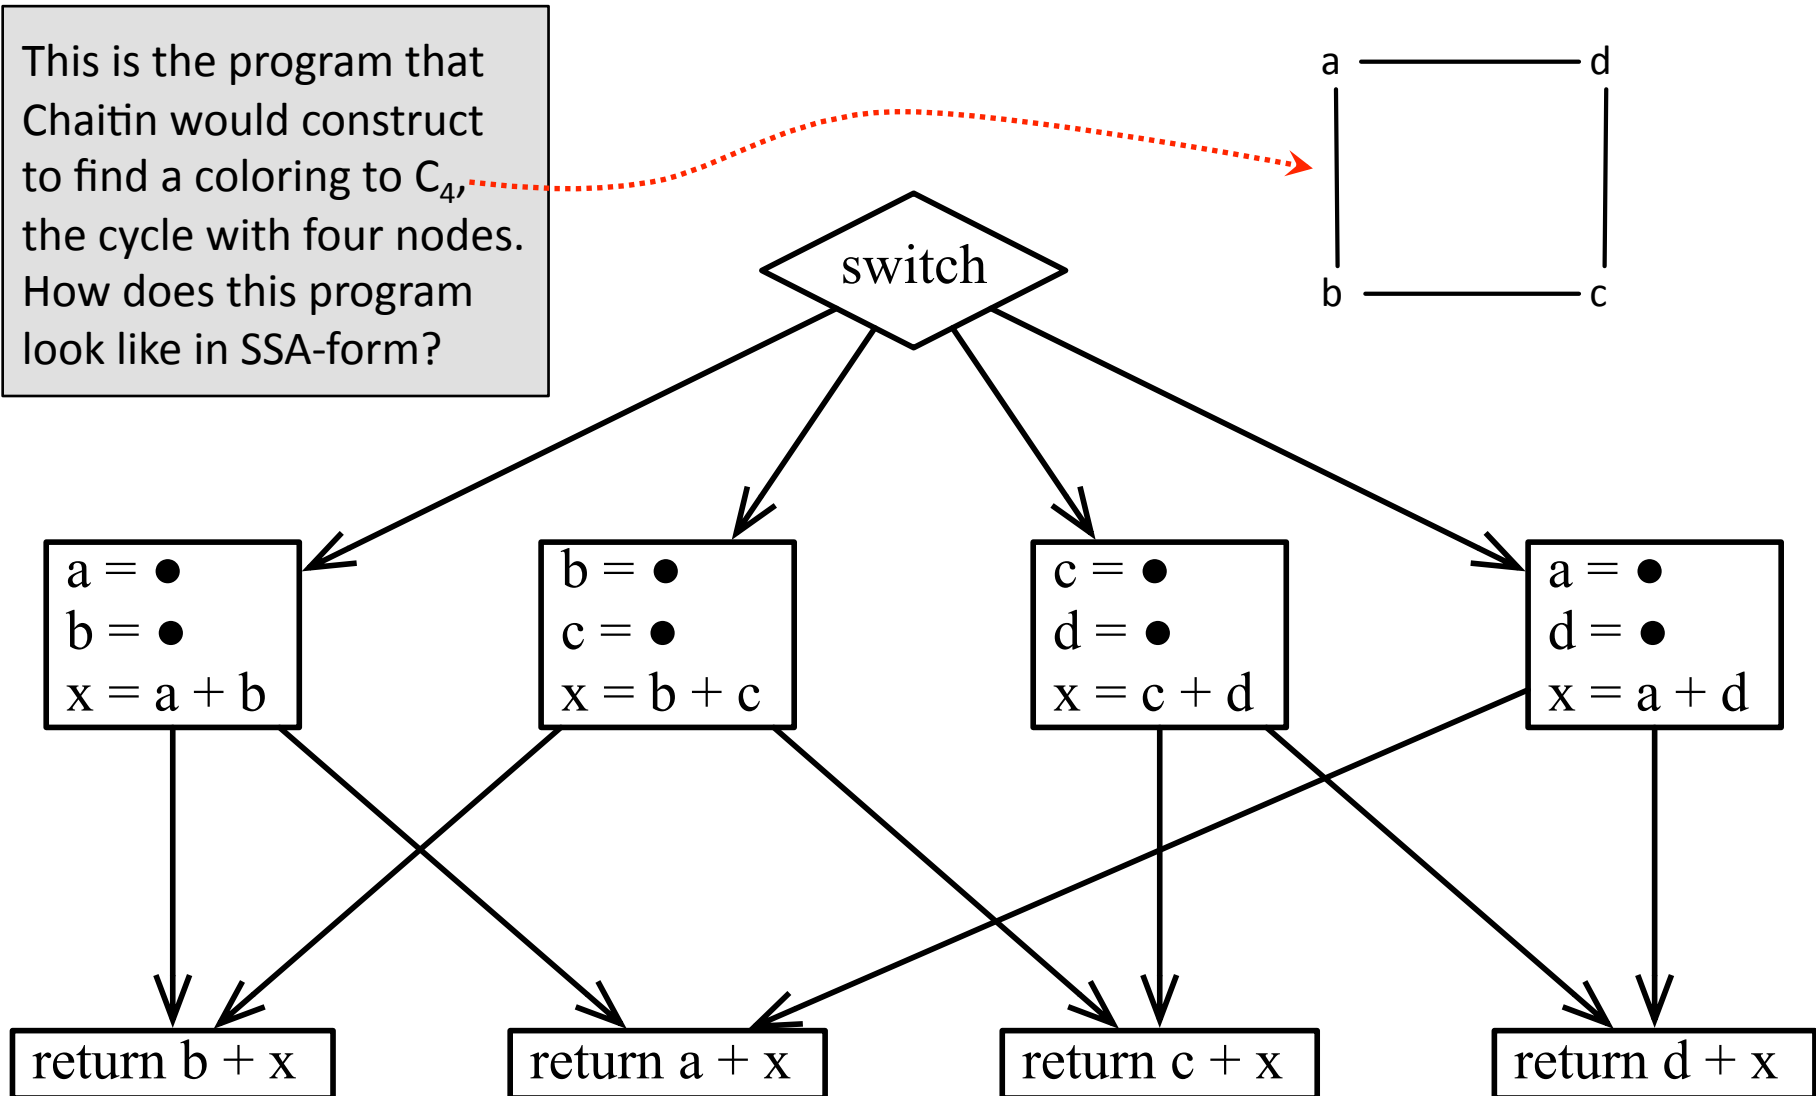 This is the program that
Chaitin would construct
to find a coloring to C₄,
the cycle with four nodes.
How does this program
look like in SSA-form?
a
d
b
c
switch
a = ●
b = ●
x = a + b
b = ●
c = ●
x = b + c
c = ●
d = ●
x = c + d
a = ●
d = ●
x = a + d
return b + x
return a + x
return c + x
return d + x